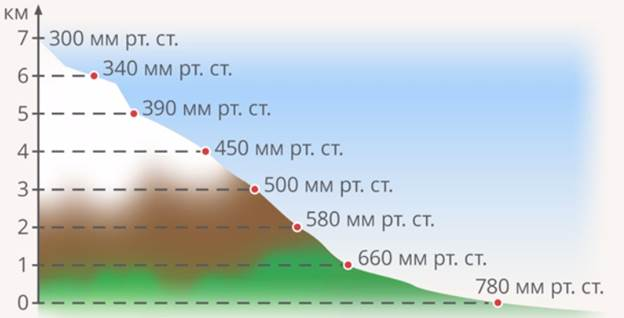 км
7 300 мм рт. ст.
6 340 мм рт. ст.
5 390 мм рт. ст.
4 450 мм рт. ст.
3 500 мм рт. ст.
2 580 мм рт. ст.
1 660 мм рт. ст.
0 780 мм рт. ст.